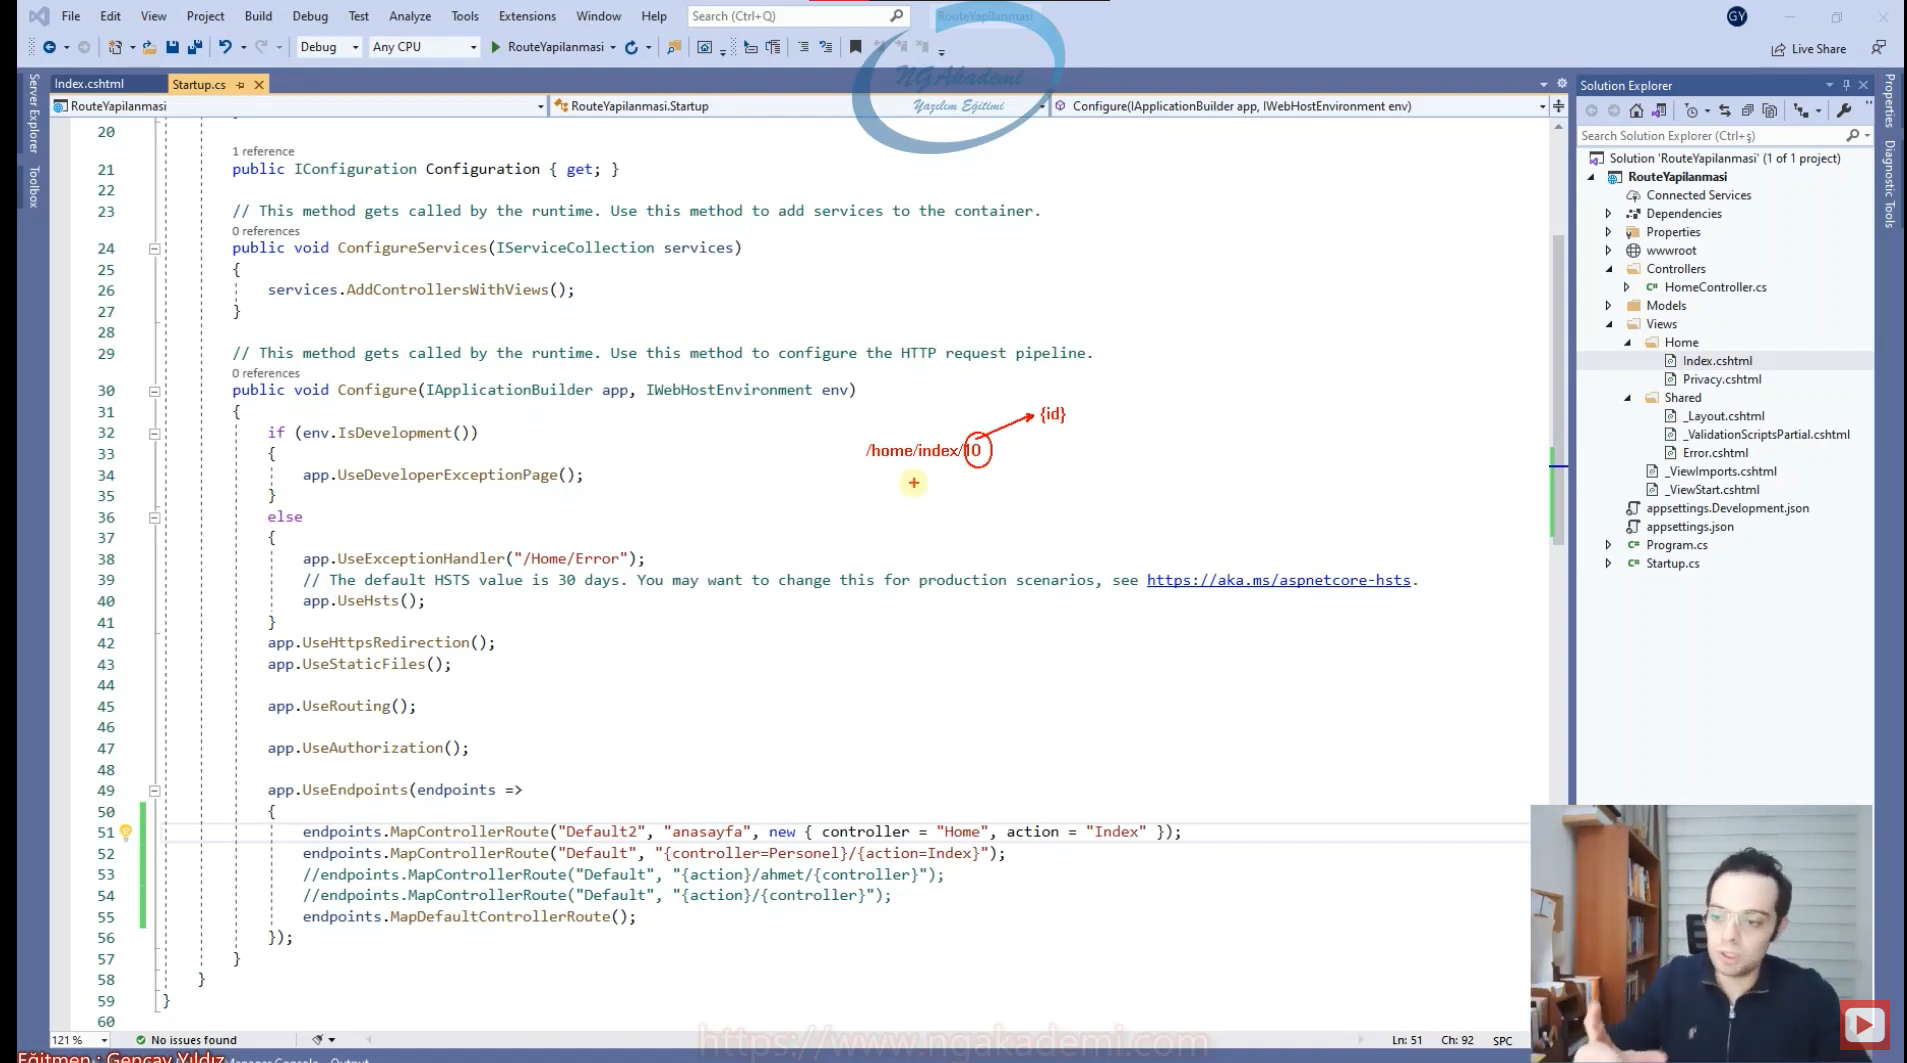 File Edit View Project Build Debug Test Analyze Tools Extensions Window Help Search (Ctrl+Q) RouteYapilanmasi GY
Debug Any CPU RouteYapilanmasi Live Share
NGAkademi
Yazılım Eğitimi
Server Explorer
Toolbox
Index.cshtml Startup.cs
RouteYapilanmasi RouteYapilanmasi.Startup Configure(IApplicationBuilder app, IWebHostEnvironment env)
20
1 reference
21 public IConfiguration Configuration { get; }
22
23 // This method gets called by the runtime. Use this method to add services to the container.
0 references
24 public void ConfigureServices(IServiceCollection services)
25 {
26 services.AddControllersWithViews();
27 }
28
29 // This method gets called by the runtime. Use this method to configure the HTTP request pipeline.
0 references
30 public void Configure(IApplicationBuilder app, IWebHostEnvironment env)
31 {
32 if (env.IsDevelopment())
33 {
34 app.UseDeveloperExceptionPage();
35 }
36 else
37 {
38 app.UseExceptionHandler("/Home/Error");
39 // The default HSTS value is 30 days. You may want to change this for production scenarios, see https://aka.ms/aspnetcore-hsts.
40 app.UseHsts();
41 }
42 app.UseHttpsRedirection();
43 app.UseStaticFiles();
44
45 app.UseRouting();
46
47 app.UseAuthorization();
48
49 app.UseEndpoints(endpoints =>
50 {
51 endpoints.MapControllerRoute("Default2", "anasayfa", new { controller = "Home", action = "Index" });
52 endpoints.MapControllerRoute("Default", "{controller=Personel}/{action=Index}");
53 //endpoints.MapControllerRoute("Default", "{action}/ahmet/{controller}");
54 //endpoints.MapControllerRoute("Default", "{action}/{controller}");
55 endpoints.MapDefaultControllerRoute();
56 });
57 }
58 }
59 }
60
{id}
/home/index/10
Solution Explorer
Search Solution Explorer (Ctrl+ş)
Solution 'RouteYapilanmasi' (1 of 1 project)
RouteYapilanmasi
Connected Services
Dependencies
Properties
wwwroot
Controllers
HomeController.cs
Models
Views
Home
Index.cshtml
Privacy.cshtml
Shared
_Layout.cshtml
_ValidationScriptsPartial.cshtml
Error.cshtml
_ViewImports.cshtml
_ViewStart.cshtml
appsettings.Development.json
appsettings.json
Program.cs
Startup.cs
Properties
Diagnostic Tools
121 % No issues found Ln: 51 Ch: 92 SPC
https://www.ngakademi.com
Eğitmen : Gençay Yıldız